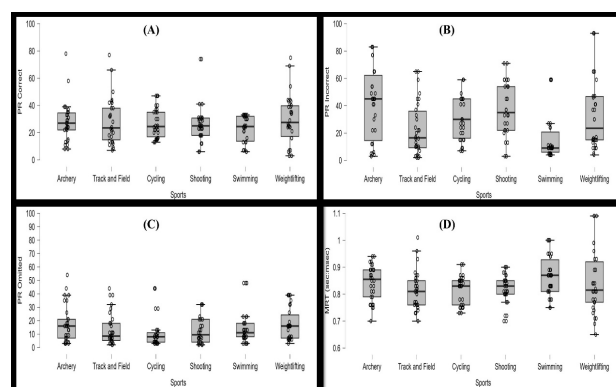 (A)
PR Correct
100
80
60
40
20
0
Archery Track and Field Cycling Shooting Swimming Weightlifting
Sports
(B)
PR Incorrect
100
80
60
40
20
0
Archery Track and Field Cycling Shooting Swimming Weightlifting
Sports
(C)
PR Omitted
100
90
80
70
60
50
40
30
20
10
0
Archery Track and Field Cycling Shooting Swimming Weightlifting
Sports
(D)
MRT (sec/msec)
1.1
1
0.9
0.8
0.7
0.6
Archery Track and Field Cycling Shooting Swimming Weightlifting
Sports